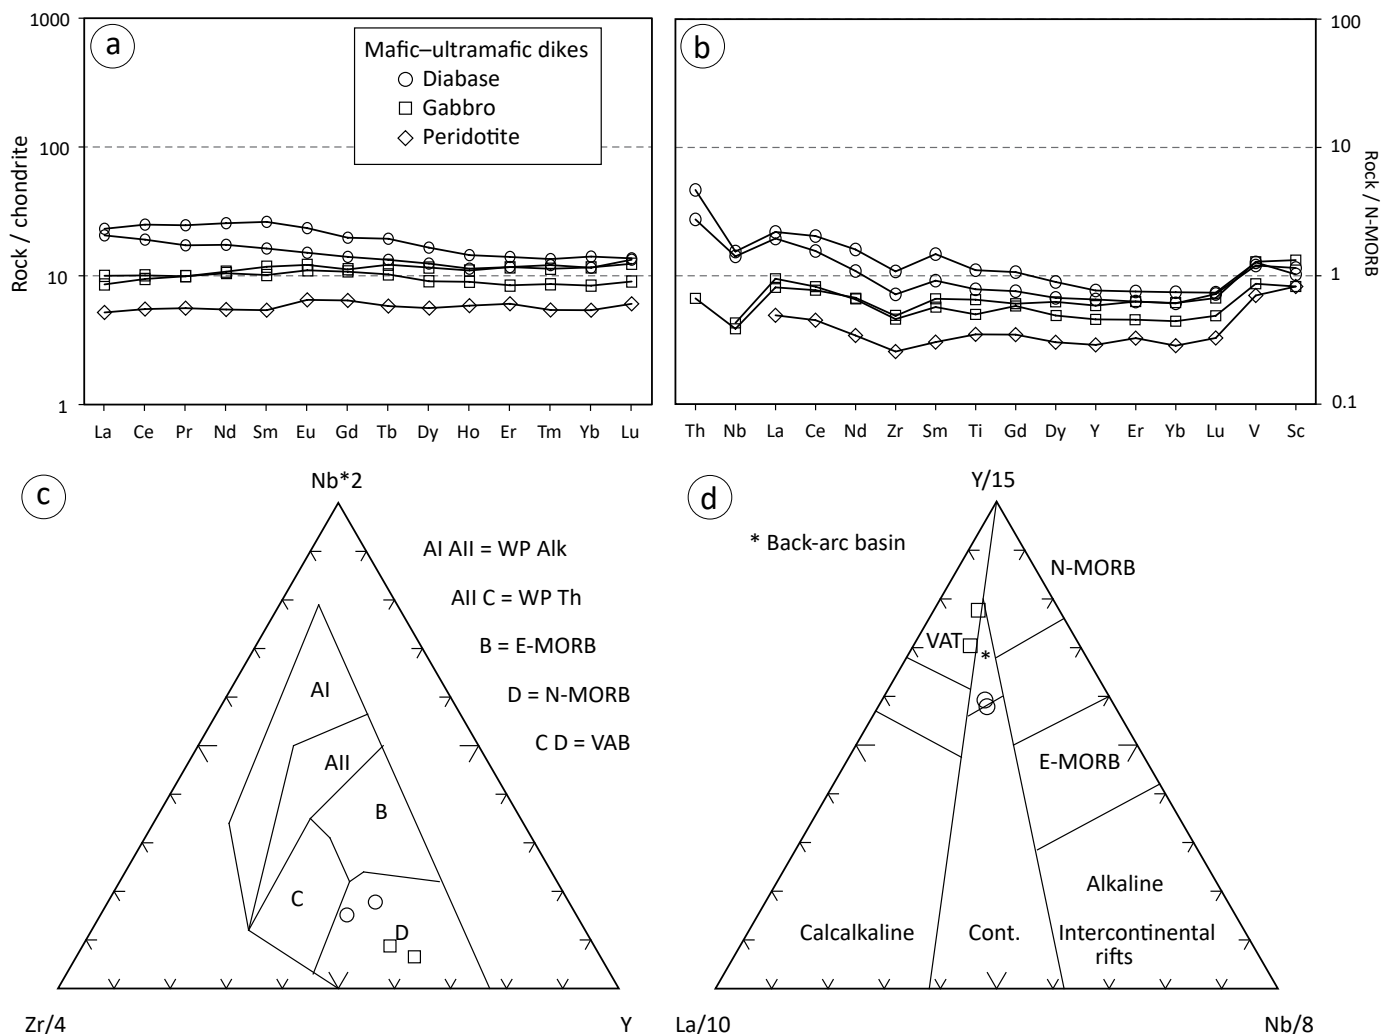 a
1000
100
10
1
Rock / chondrite
Mafic–ultramafic dikes
Diabase
Gabbro
Peridotite
La Ce Pr Nd Sm Eu Gd Tb Dy Ho Er Tm Yb Lu
b
100
10
1
0.1
Rock / N-MORB
Th Nb La Ce Nd Zr Sm Ti Gd Dy Y Er Yb Lu V Sc
c
Nb*2
AI AII = WP Alk
AII C = WP Th
B = E-MORB
D = N-MORB
C D = VAB
AI
AII
B
C
D
Zr/4
Y
d
Y/15
* Back-arc basin
N-MORB
VAT
*
E-MORB
Alkaline
Calcalkaline
Cont.
Intercontinental
rifts
La/10
Nb/8